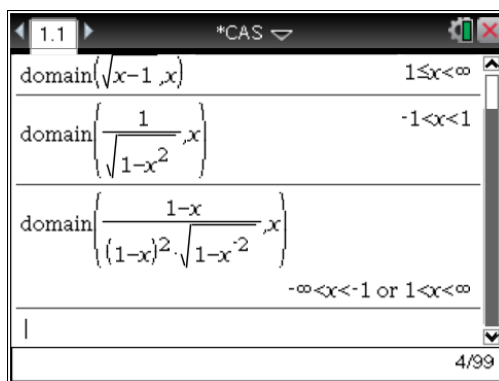 1.1 *CAS
domain(√x-1 ,x) 1≤x<∞
domain(1/√1-x²,x) -1<x<1
domain((1-x)/((1-x)²·√1-x⁻²),x)
-∞<x<-1 or 1<x<∞
4/99